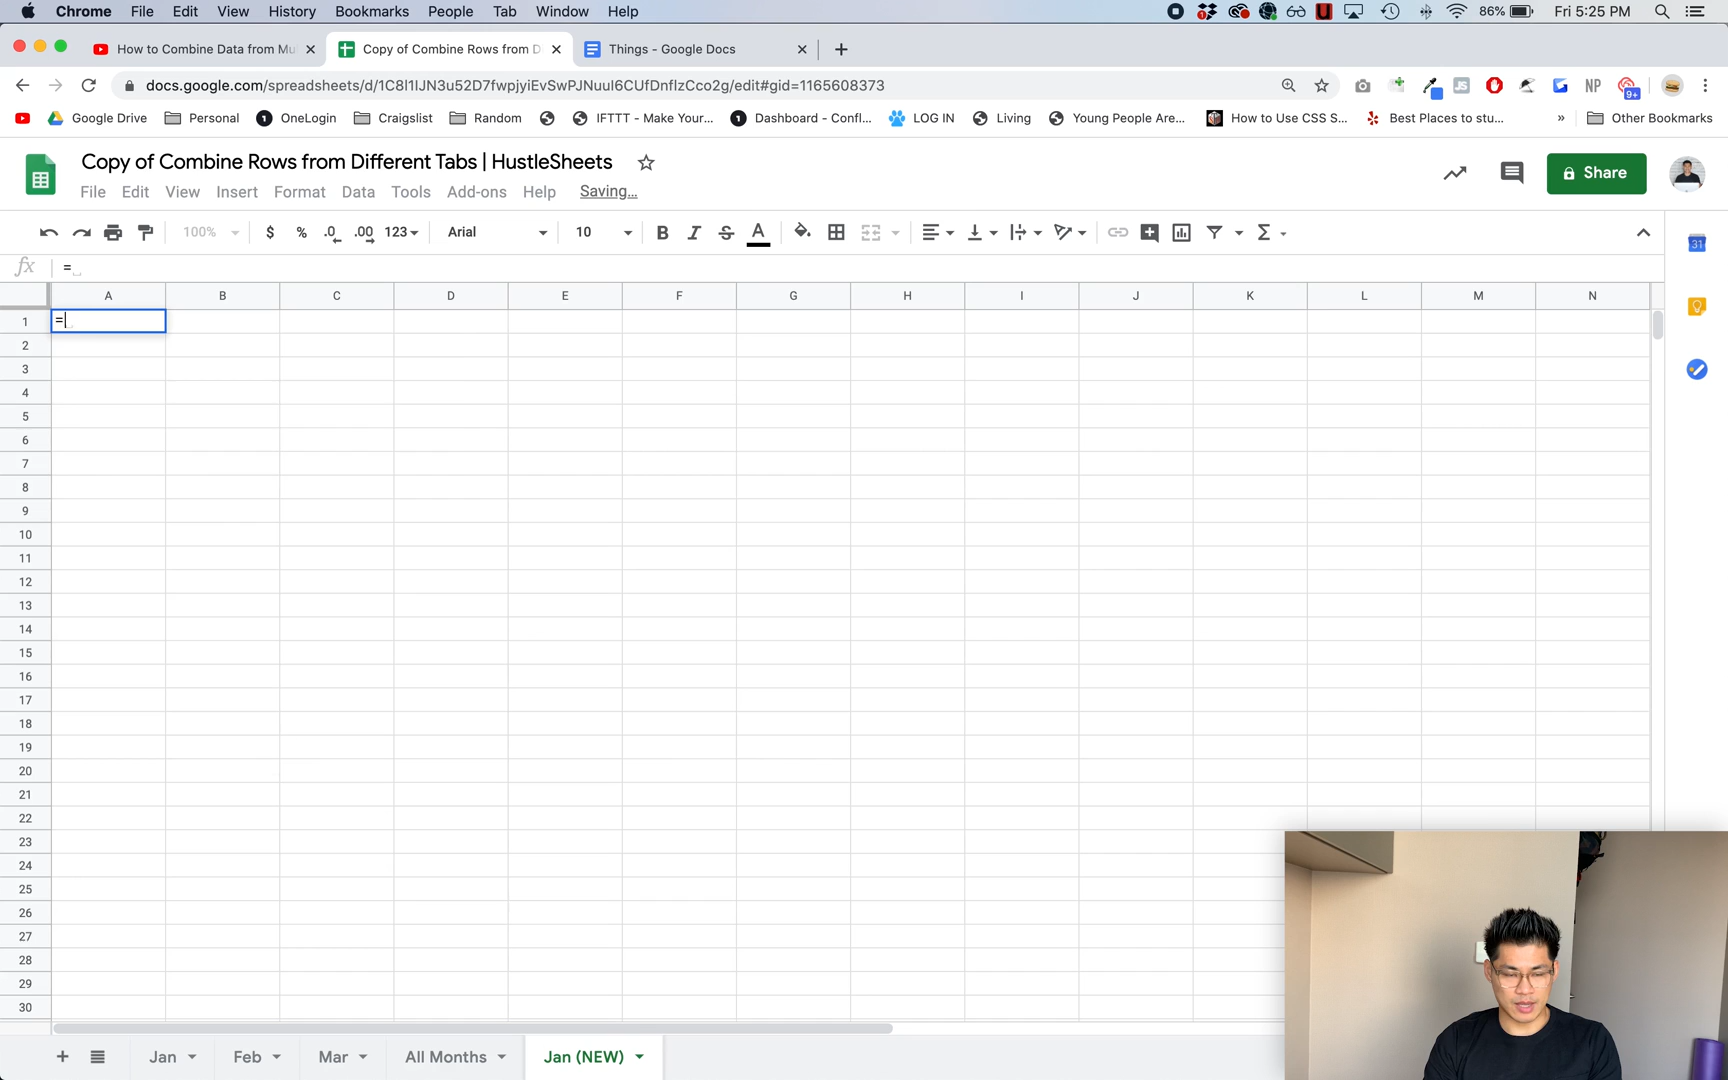 Chrome File Edit View History Bookmarks People Tab Window Help 86% Fri 5:25 PM
How to Combine Data from Mu Copy of Combine Rows from D Things - Google Docs
docs.google.com/spreadsheets/d/1C8l1IJN3u52D7fwpjyiEvSwPJNuul6CUfDnfIzCco2g/edit#gid=1165608373 JS NP 9+
Google Drive Personal OneLogin Craigslist Random IFTTT - Make Your... Dashboard - Confl... LOG IN Living Young People Are... How to Use CSS S... Best Places to stu... » Other Bookmarks
Copy of Combine Rows from Different Tabs | HustleSheets
File Edit View Insert Format Data Tools Add-ons Help Saving...
Share
100% $ % .0 .00 123 Arial 10 B I S A Σ
31
fx =
A B C D E F G H I J K L M N
1 =
2
3
4
5
6
7
8
9
10
11
12
13
14
15
16
17
18
19
20
21
22
23
24
25
26
27
28
29
30
+ Jan Feb Mar All Months Jan (NEW)